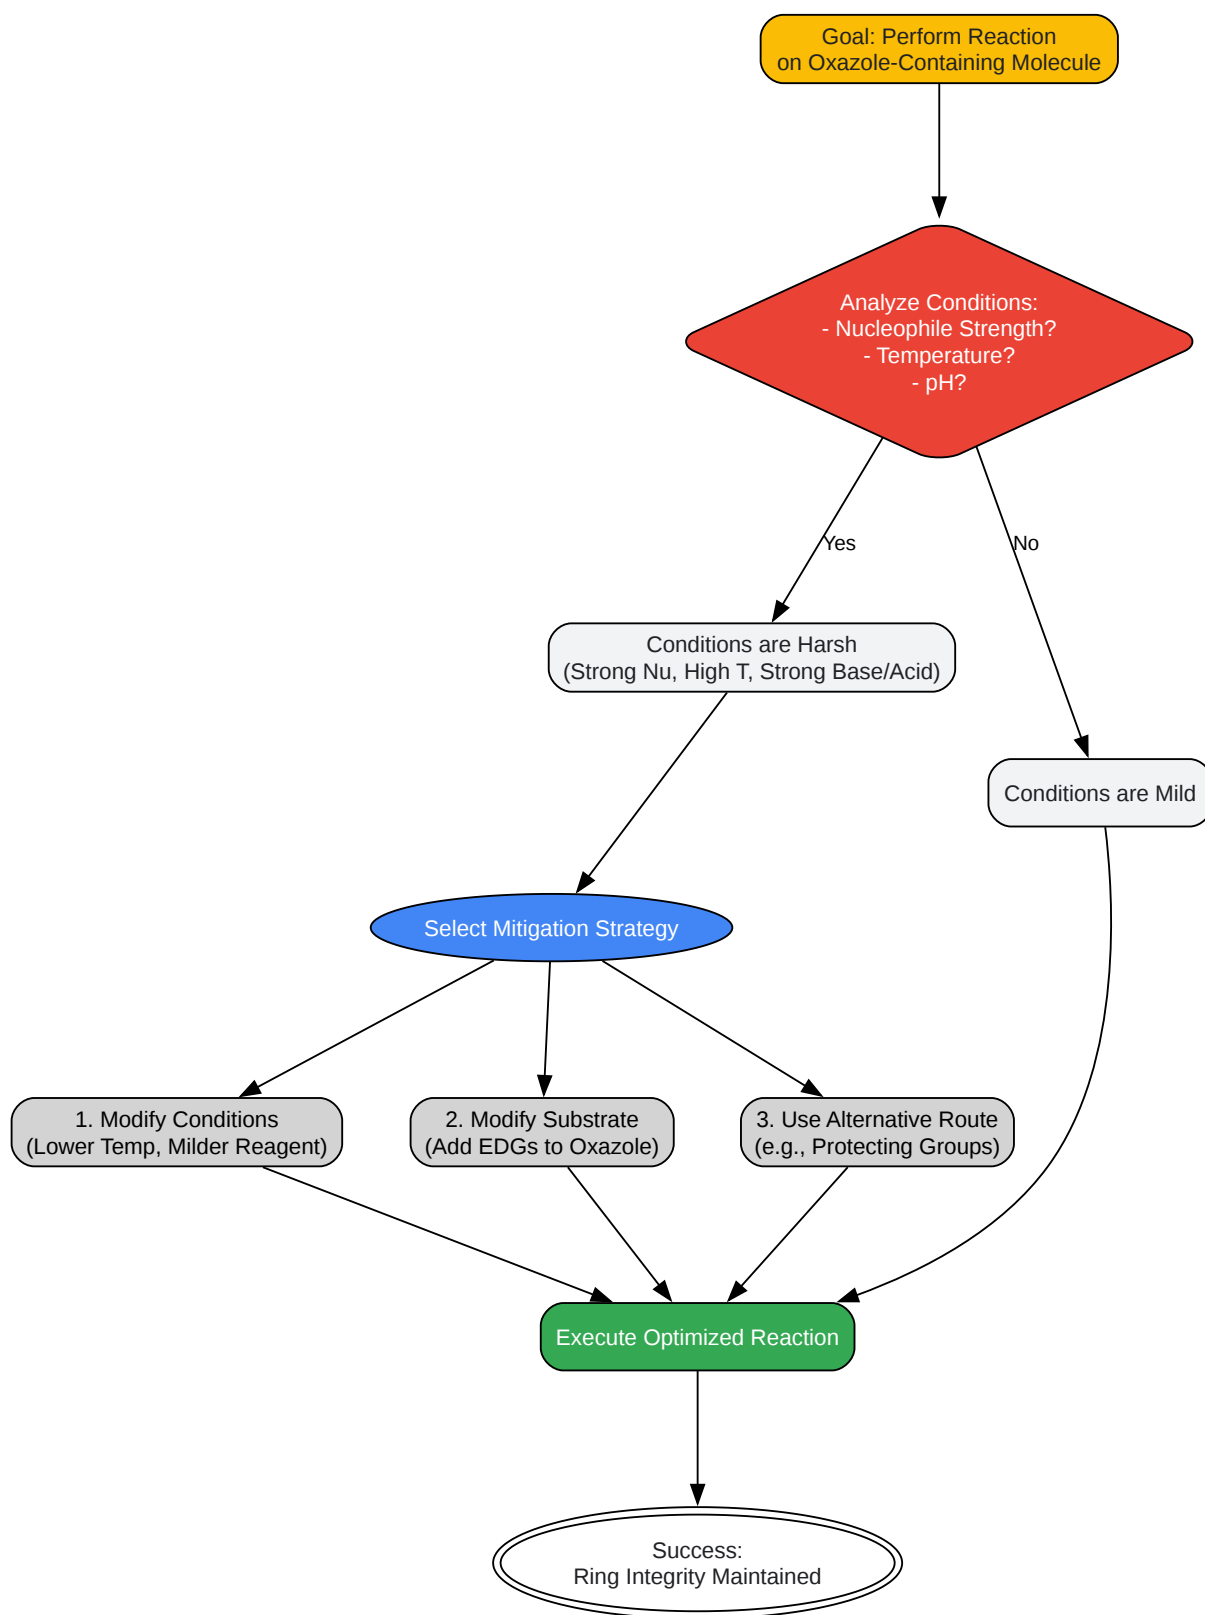 Goal: Perform Reaction
on Oxazole-Containing Molecule
Analyze Conditions:
- Nucleophile Strength?
- Temperature?
- pH?
Yes
No
Conditions are Harsh
(Strong Nu, High T, Strong Base/Acid)
Conditions are Mild
Select Mitigation Strategy
1. Modify Conditions
(Lower Temp, Milder Reagent)
2. Modify Substrate
(Add EDGs to Oxazole)
3. Use Alternative Route
(e.g., Protecting Groups)
Execute Optimized Reaction
Success:
Ring Integrity Maintained